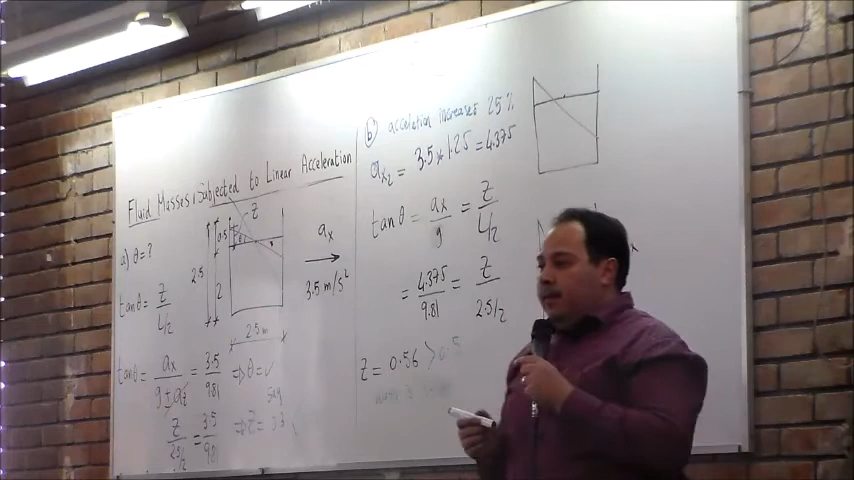 Fluid Masses Subjected to Linear Acceleration
a) θ = ?
tan θ = z / L/2
tan θ = ax / g ± az = 3.5 / 9.81 ⇒ θ = ✓
z / 2.5/2 = 3.5 / 9.81 ⇒ z =
z
0.5
θ
2.5
2
2.5 m
ax
3.5 m/s²
b) accelation increases 25 %
ax2 = 3.5 * 1.25 = 4.375
tan θ = ax / g = z / L/2
= 4.375 / 9.81 = z / 2.5/2
z = 0.56 > 0.5